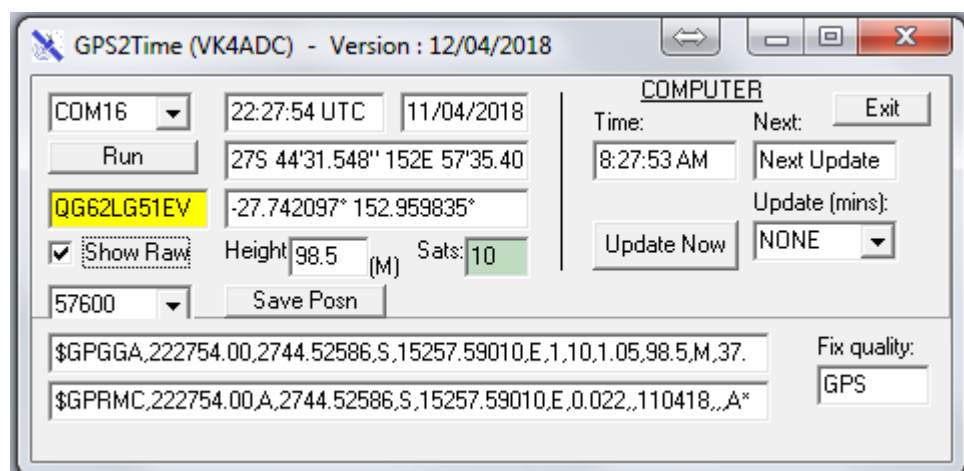 GPS2Time (VK4ADC) - Version : 12/04/2018
COM16
22:27:54 UTC
11/04/2018
COMPUTER
Exit
Time:
Next:
Run
27S 44'31.548'' 152E 57'35.40
8:27:53 AM
Next Update
QG62LG51EV
-27.742097° 152.959835°
Update (mins):
Show Raw
Height
98.5
(M)
Sats:
10
Update Now
NONE
57600
Save Posn
$GPGGA,222754.00,2744.52586,S,15257.59010,E,1,10,1.05,98.5,M,37.
Fix quality:
GPS
$GPRMC,222754.00,A,2744.52586,S,15257.59010,E,0.022,,110418,,,A*